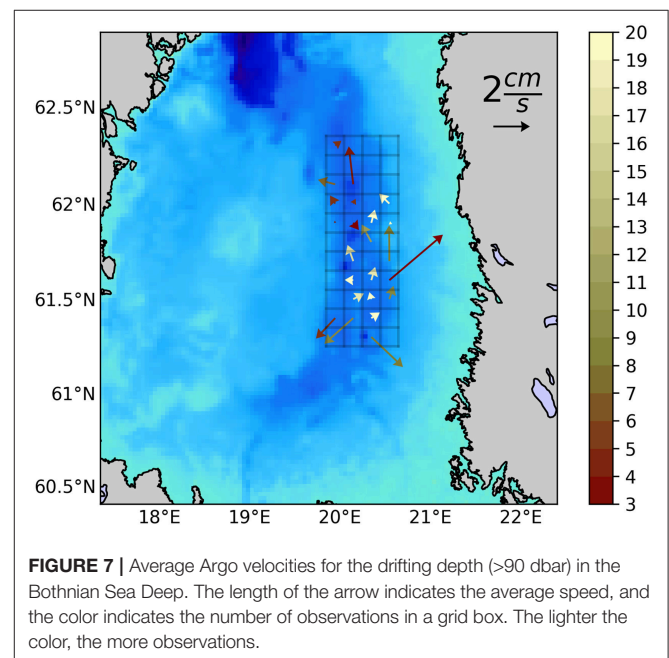 62.5°N
62°N
61.5°N
61°N
60.5°N
18°E 19°E 20°E 21°E 22°E
2 cm/s
20
19
18
17
16
15
14
13
12
11
10
9
8
7
6
5
4
3
FIGURE 7 | Average Argo velocities for the drifting depth (>90 dbar) in the
Bothnian Sea Deep. The length of the arrow indicates the average speed, and
the color indicates the number of observations in a grid box. The lighter the
color, the more observations.